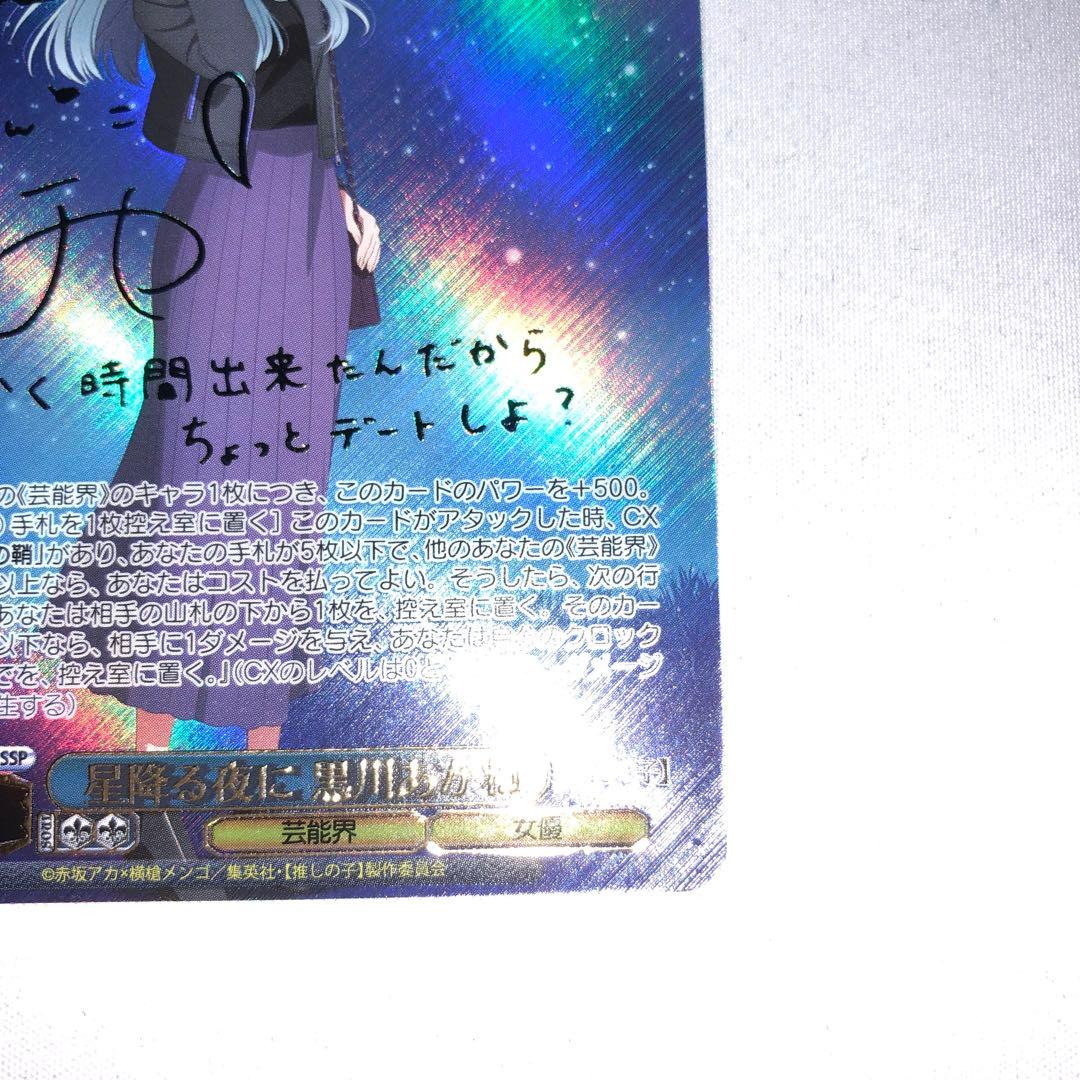 く時間出来たんだから
ちょっとデートしよ?
の《芸能界》のキャラ1枚につき、このカードのパワーを+500。
手札を1枚控え室に置く］このカードがアタックした時、CX
の鞘」があり、あなたの手札が5枚以下で、他のあなたの《芸能界》
以上なら、あなたはコストを払ってよい。そうしたら、次の行
あなたは相手の山札の下から1枚を、控え室に置く。そのカー
以下なら、相手に1ダメージを与え、あなたは自分のクロック
でを、控え室に置く。」(CXのレベルは0と
生する)
SSP
星降る夜に 黒川あかね
SOUL
芸能界 女優
©赤坂アカ×横槍メンゴ／集英社・【推しの子】製作委員会